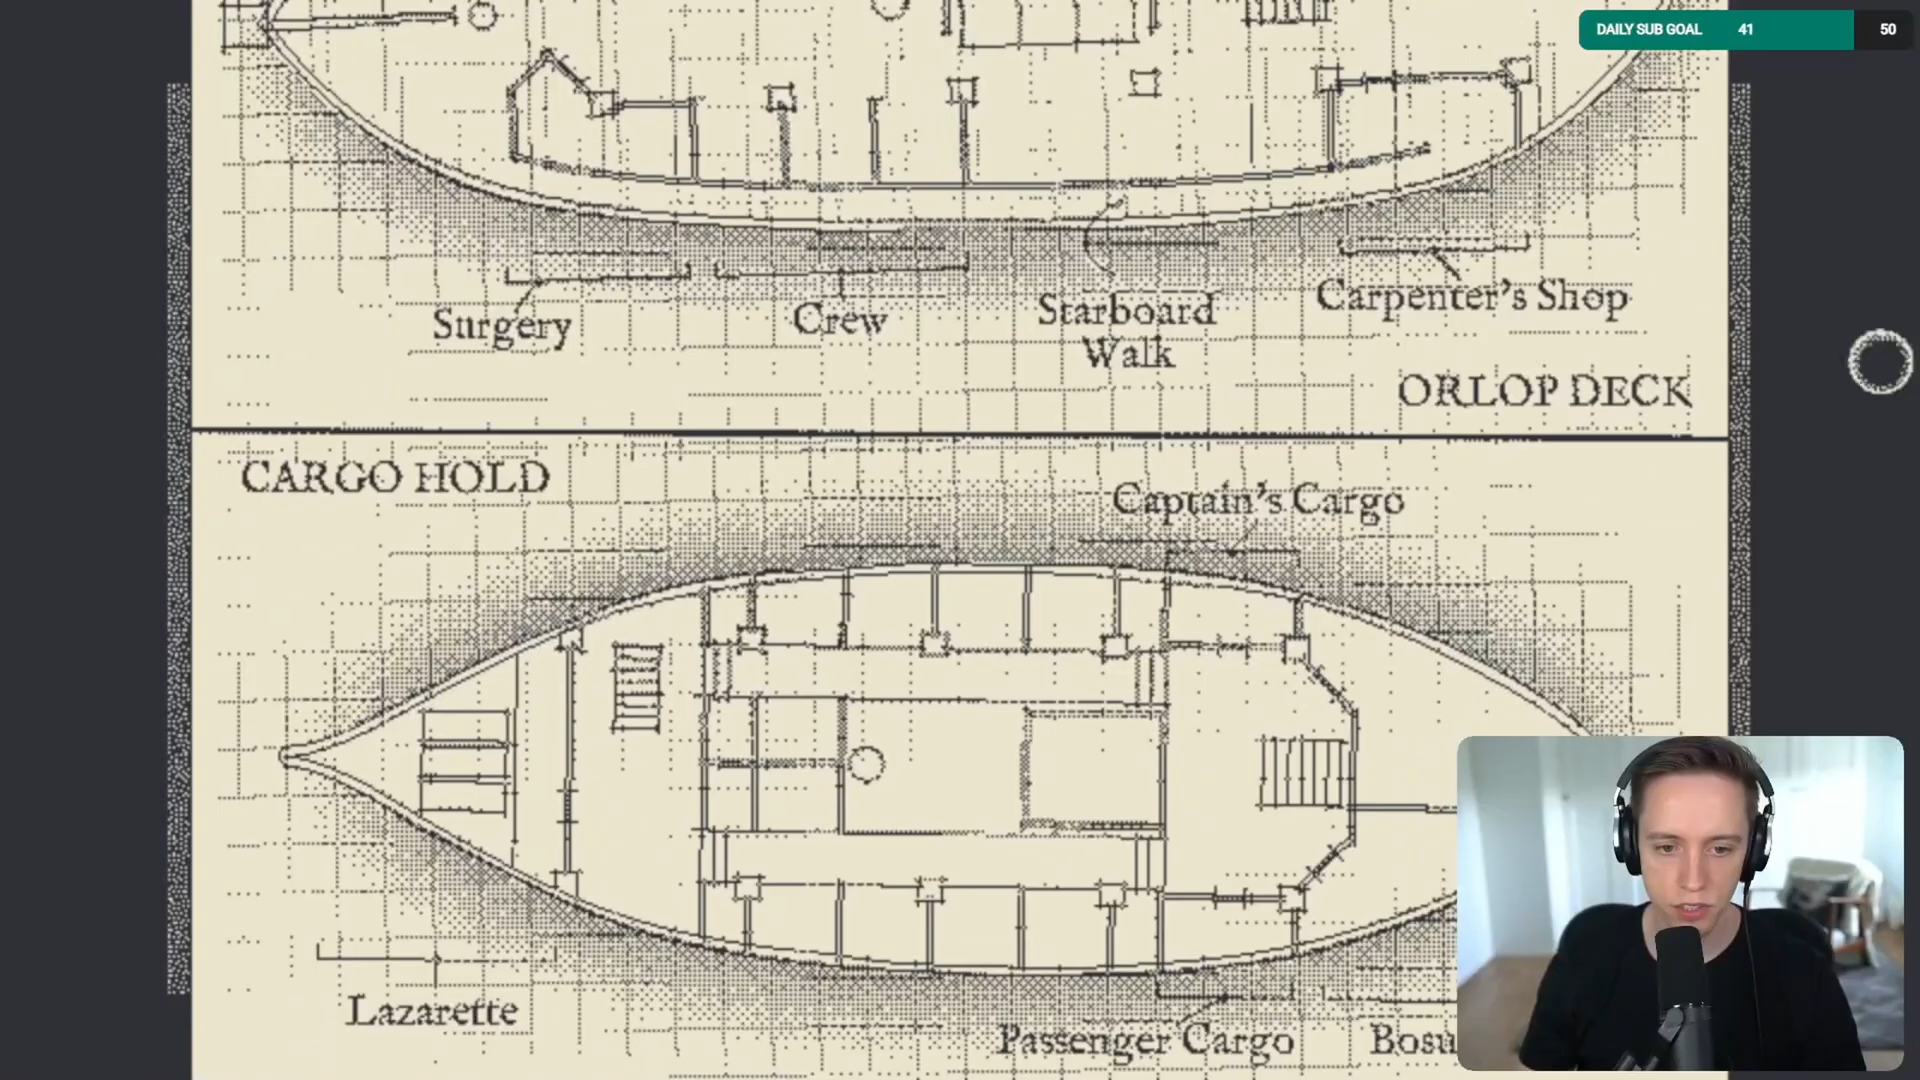 DAILY SUB GOAL 41 50
Surgery
Crew
Starboard
Walk
Carpenter's Shop
ORLOP DECK
CARGO HOLD
Captain's Cargo
Lazarette
Passenger Cargo
Bosu